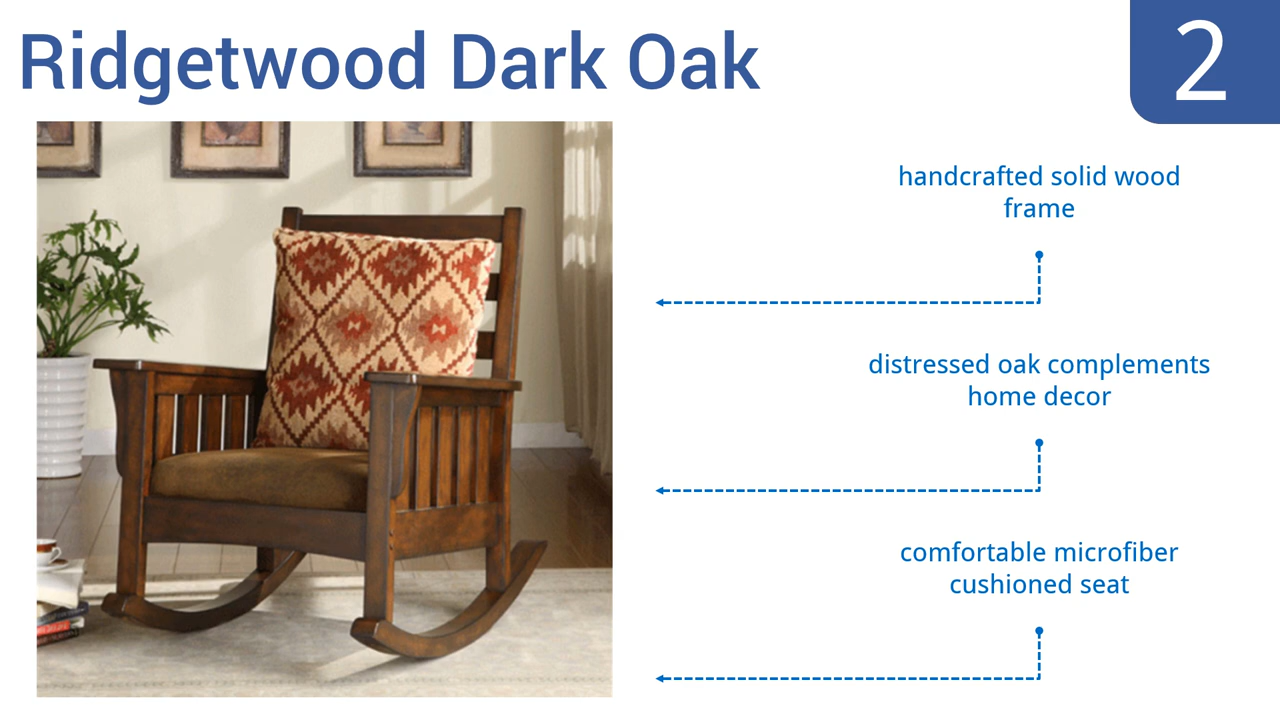 Ridgetwood Dark Oak
2
handcrafted solid wood
frame
distressed oak complements
home decor
comfortable microfiber
cushioned seat